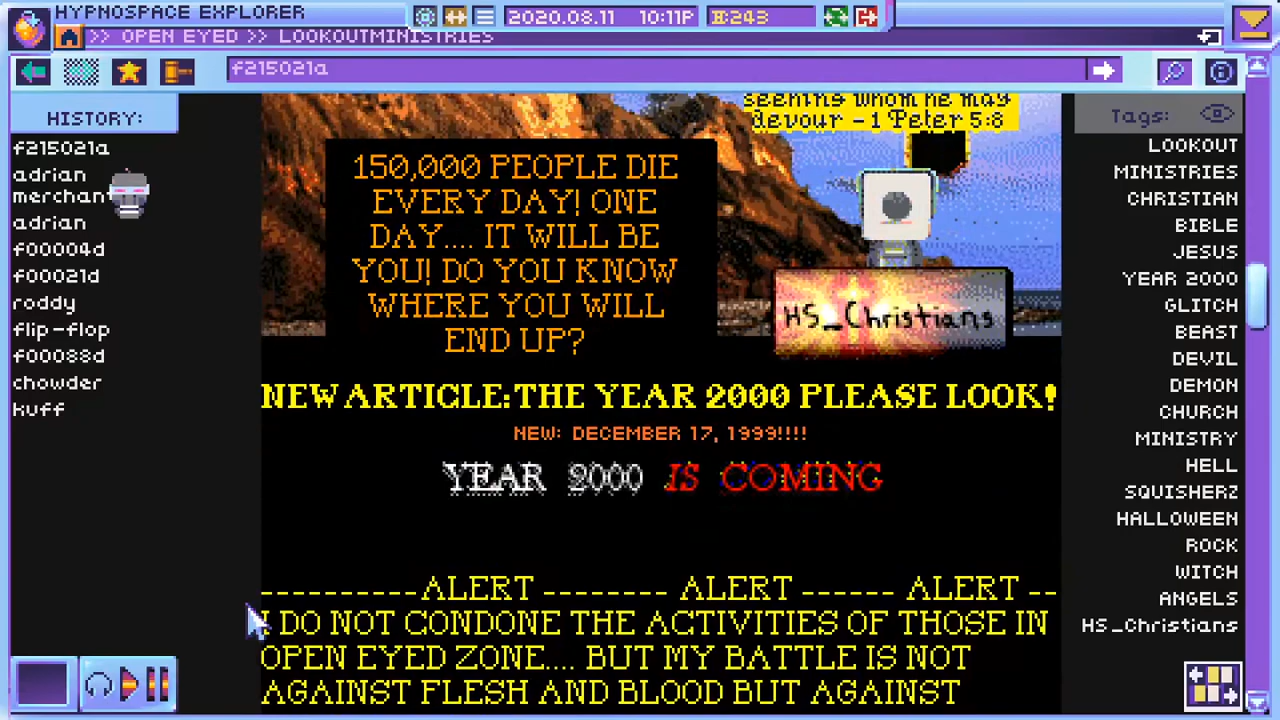 HYPNOSPACE EXPLORER
2020.08.11 10:11P
243
>> OPEN EYED >> LOOKOUTMINISTRIES
f215021a
HISTORY:
f215021a
adrian
merchant
adrian
f00004d
f00021d
roddy
flip-flop
f00088d
chowder
kuff
seeking whom he may
devour - 1 Peter 5:8
150,000 PEOPLE DIE
EVERY DAY! ONE
DAY.... IT WILL BE
YOU! DO YOU KNOW
WHERE YOU WILL
END UP?
HS_Christians
NEW ARTICLE: THE YEAR 2000 PLEASE LOOK!
NEW: DECEMBER 17, 1999!!!!
YEAR 2000 IS COMING
----------ALERT -------- ALERT ------ ALERT --
I DO NOT CONDONE THE ACTIVITIES OF THOSE IN
OPEN EYED ZONE.... BUT MY BATTLE IS NOT
AGAINST FLESH AND BLOOD BUT AGAINST
Tags:
LOOKOUT
MINISTRIES
CHRISTIAN
BIBLE
JESUS
YEAR 2000
GLITCH
BEAST
DEVIL
DEMON
CHURCH
MINISTRY
HELL
SQUISHERZ
HALLOWEEN
ROCK
WITCH
ANGELS
HS_Christians